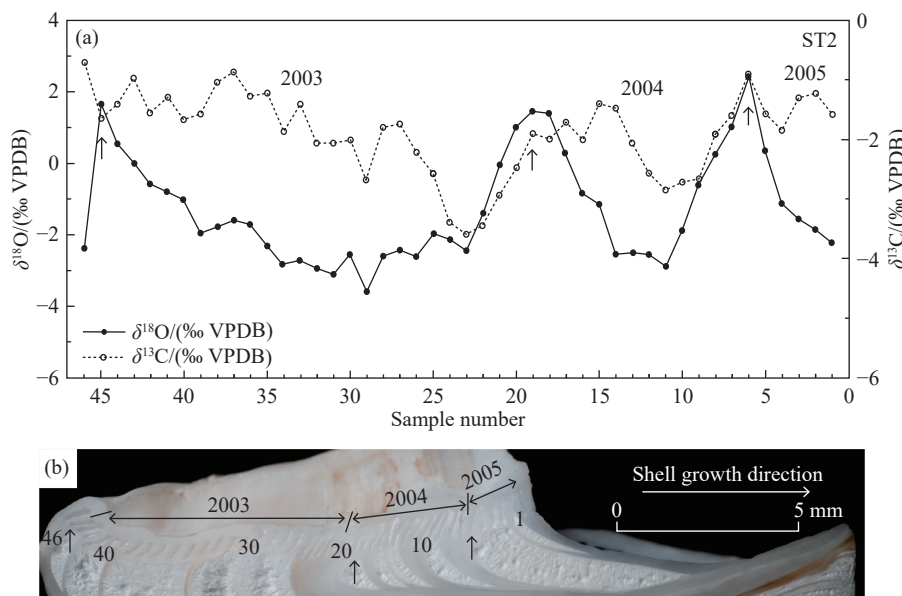 (a)
ST2
2003
2004
2005
4
2
0
−2
−4
−6
δ¹⁸O/(‰ VPDB)
0
−2
−4
−6
δ¹³C/(‰ VPDB)
δ¹⁸O/(‰ VPDB)
δ¹³C/(‰ VPDB)
45 40 35 30 25 20 15 10 5 0
Sample number
(b)
2003
2004
2005
Shell growth direction
0 5 mm
46 40 30 20 10 1